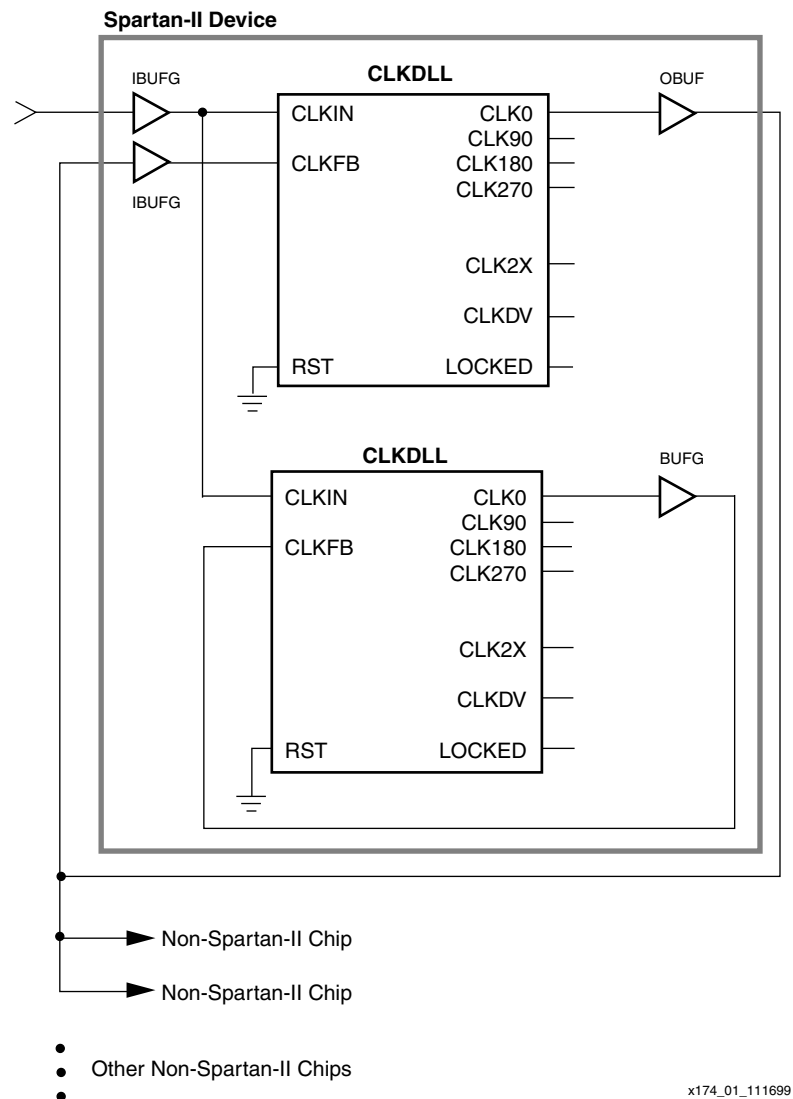 Spartan-II Device
IBUFG
CLKDLL
OBUF
CLKIN
CLK0
CLK90
CLKFB
CLK180
CLK270
IBUFG
CLK2X
CLKDV
RST
LOCKED
CLKDLL
BUFG
CLKIN
CLK0
CLK90
CLKFB
CLK180
CLK270
CLK2X
CLKDV
RST
LOCKED
Non-Spartan-II Chip
Non-Spartan-II Chip
Other Non-Spartan-II Chips
x174_01_111699